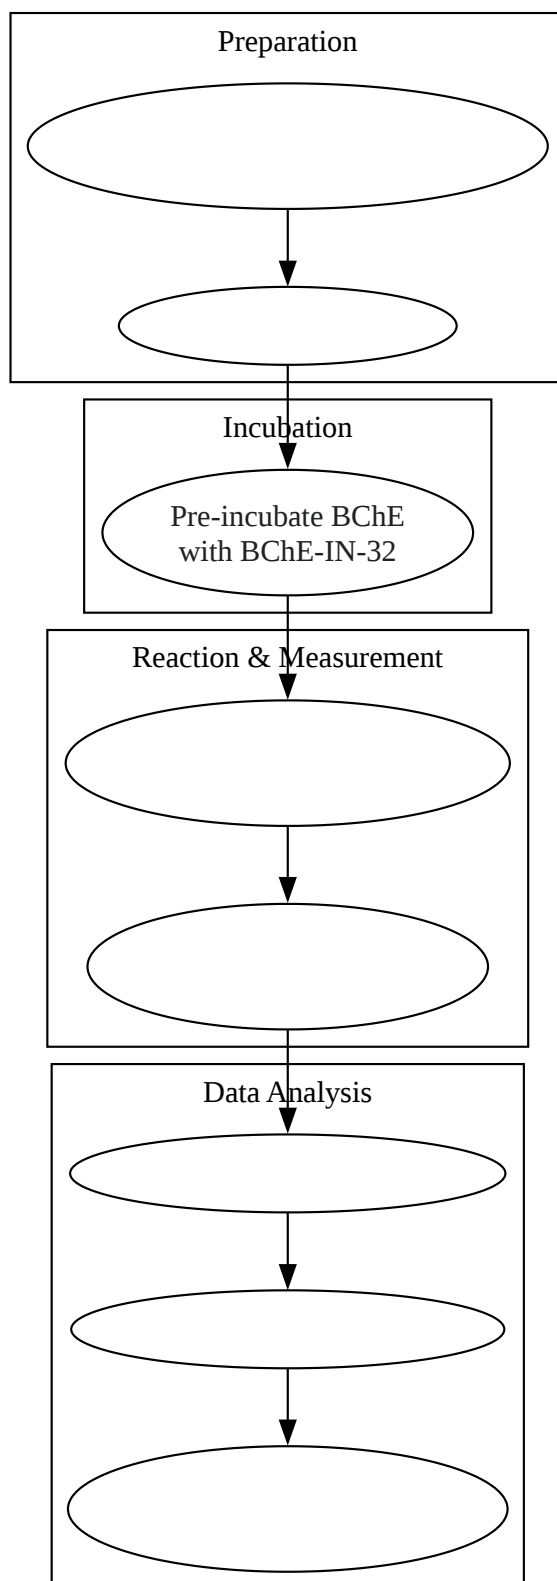 Preparation
Incubation
Pre-incubate BChE
with BChE-IN-32
Reaction & Measurement
Data Analysis